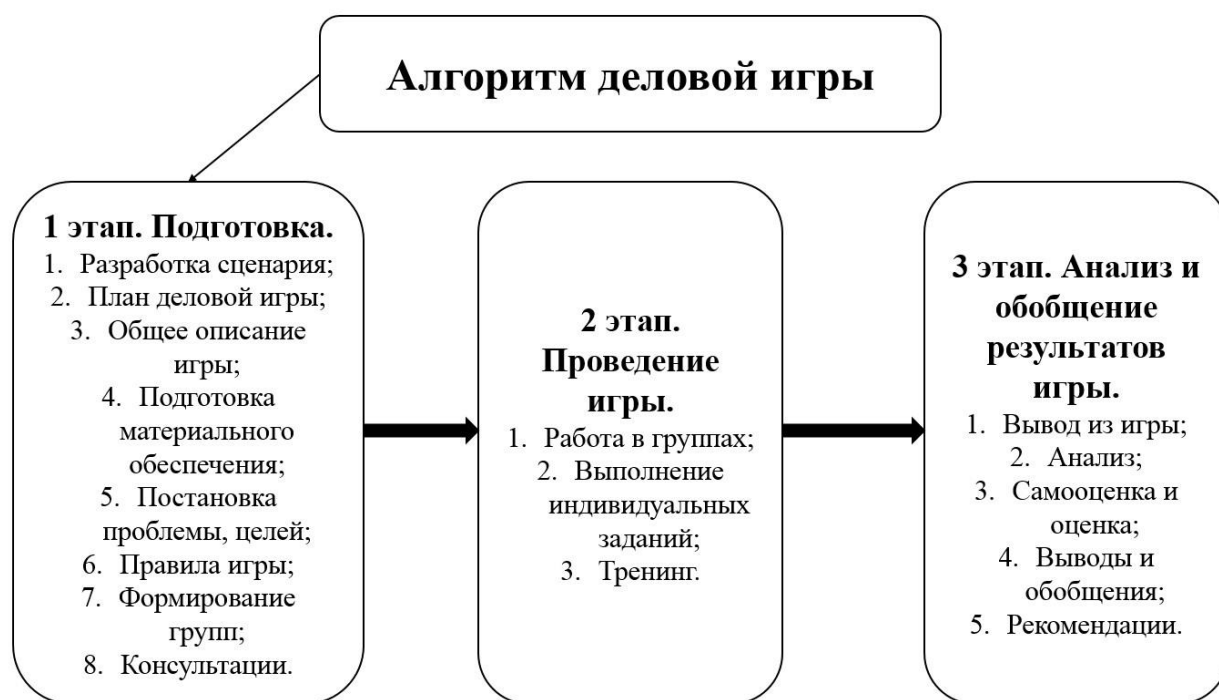 Алгоритм деловой игры
1 этап. Подготовка.
1. Разработка сценария;
2. План деловой игры;
3. Общее описание
игры;
4. Подготовка
материального
обеспечения;
5. Постановка
проблемы, целей;
6. Правила игры;
7. Формирование
групп;
8. Консультации.
2 этап.
Проведение
игры.
1. Работа в группах;
2. Выполнение
индивидуальных
заданий;
3. Тренинг.
3 этап. Анализ и
обобщение
результатов
игры.
1. Вывод из игры;
2. Анализ;
3. Самооценка и
оценка;
4. Выводы и
обобщения;
5. Рекомендации.